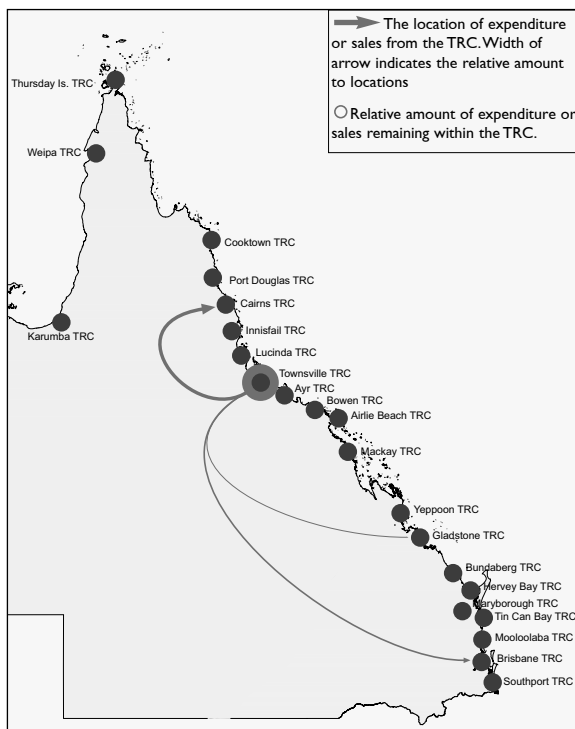 The location of expenditure
or sales from the TRC. Width of
arrow indicates the relative amount
to locations
Relative amount of expenditure or
sales remaining within the TRC.
Thursday Is. TRC
Weipa TRC
Cooktown TRC
Port Douglas TRC
Cairns TRC
Karumba TRC
Innisfail TRC
Lucinda TRC
Townsville TRC
Ayr TRC
Bowen TRC
Airlie Beach TRC
Mackay TRC
Yeppoon TRC
Gladstone TRC
Bundaberg TRC
Hervey Bay TRC
Maryborough TRC
Tin Can Bay TRC
Mooloolaba TRC
Brisbane TRC
Southport TRC